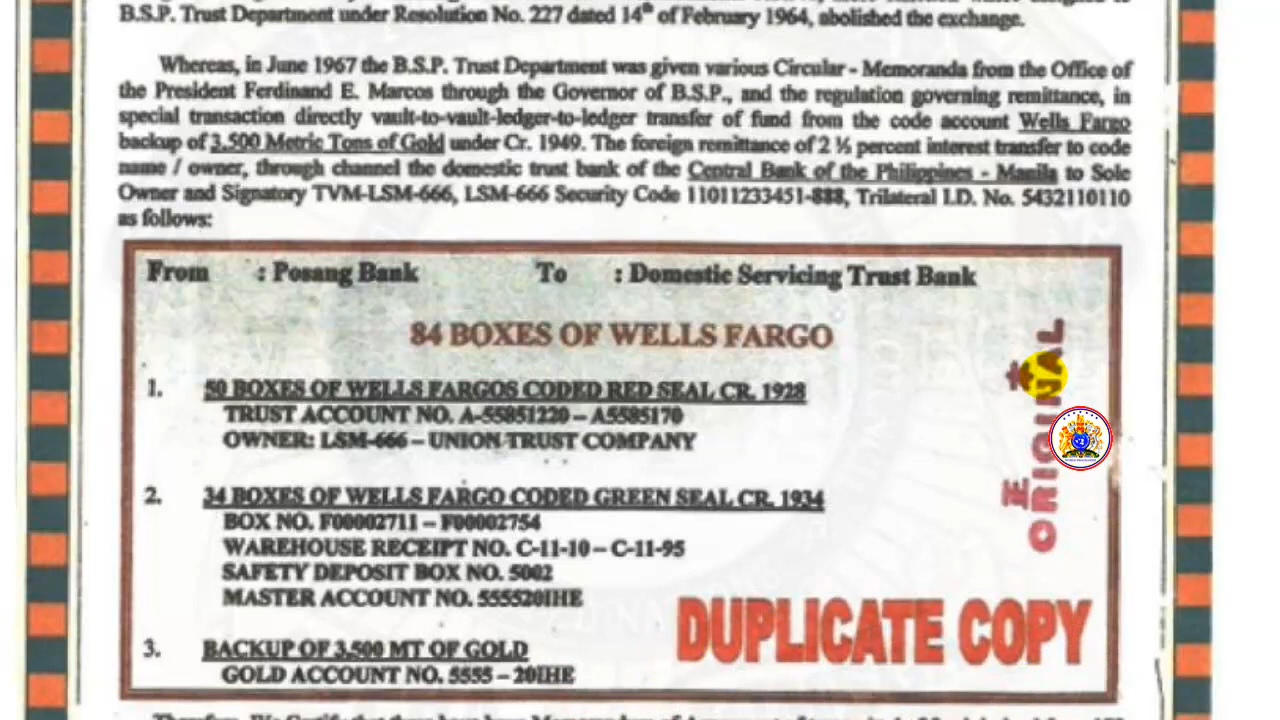 B.S.P. Trust Department under Resolution No. 227 dated 14th of February 1964, abolished the exchange.
Whereas, in June 1967 the B.S.P. Trust Department was given various Circular - Memoranda from the Office of
the President Ferdinand E. Marcos through the Governor of B.S.P., and the regulation governing remittance, in
special transaction directly vault-to-vault-ledger-to-ledger transfer of fund from the code account Wells Fargo
backup of 3,500 Metric Tons of Gold under Cr. 1949. The foreign remittance of 2 ½ percent interest transfer to code
name / owner, through channel the domestic trust bank of the Central Bank of the Philippines - Manila to Sole
Owner and Signatory TVM-LSM-666, LSM-666 Security Code 11011233451-888, Trilateral I.D. No. 5432110110
as follows:
From : Posang Bank To : Domestic Servicing Trust Bank
84 BOXES OF WELLS FARGO
1. 50 BOXES OF WELLS FARGOS CODED RED SEAL CR. 1928
TRUST ACCOUNT NO. A-55851220 – A5585170
OWNER: LSM-666 – UNION TRUST COMPANY
2. 34 BOXES OF WELLS FARGO CODED GREEN SEAL CR. 1934
BOX NO. F00002711 – F00002754
WAREHOUSE RECEIPT NO. C-11-10 – C-11-95
SAFETY DEPOSIT BOX NO. 5002
MASTER ACCOUNT NO. 555520IHE
3. BACKUP OF 3,500 MT OF GOLD
GOLD ACCOUNT NO. 5555 – 20IHE
ORIGINAL
DUPLICATE COPY